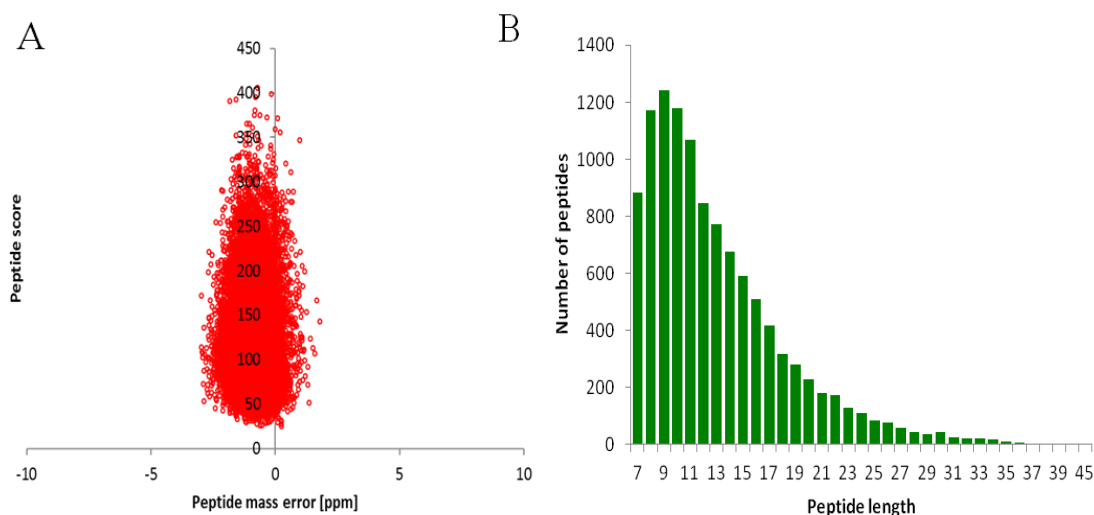 A
450
400
350
300
250
200
150
100
50
0
Peptide score
-10 -5 0 5 10
Peptide mass error [ppm]
B
1400
1200
1000
800
600
400
200
0
Number of peptides
7 9 11 13 15 17 19 21 23 25 27 29 31 33 35 37 39 45
Peptide length